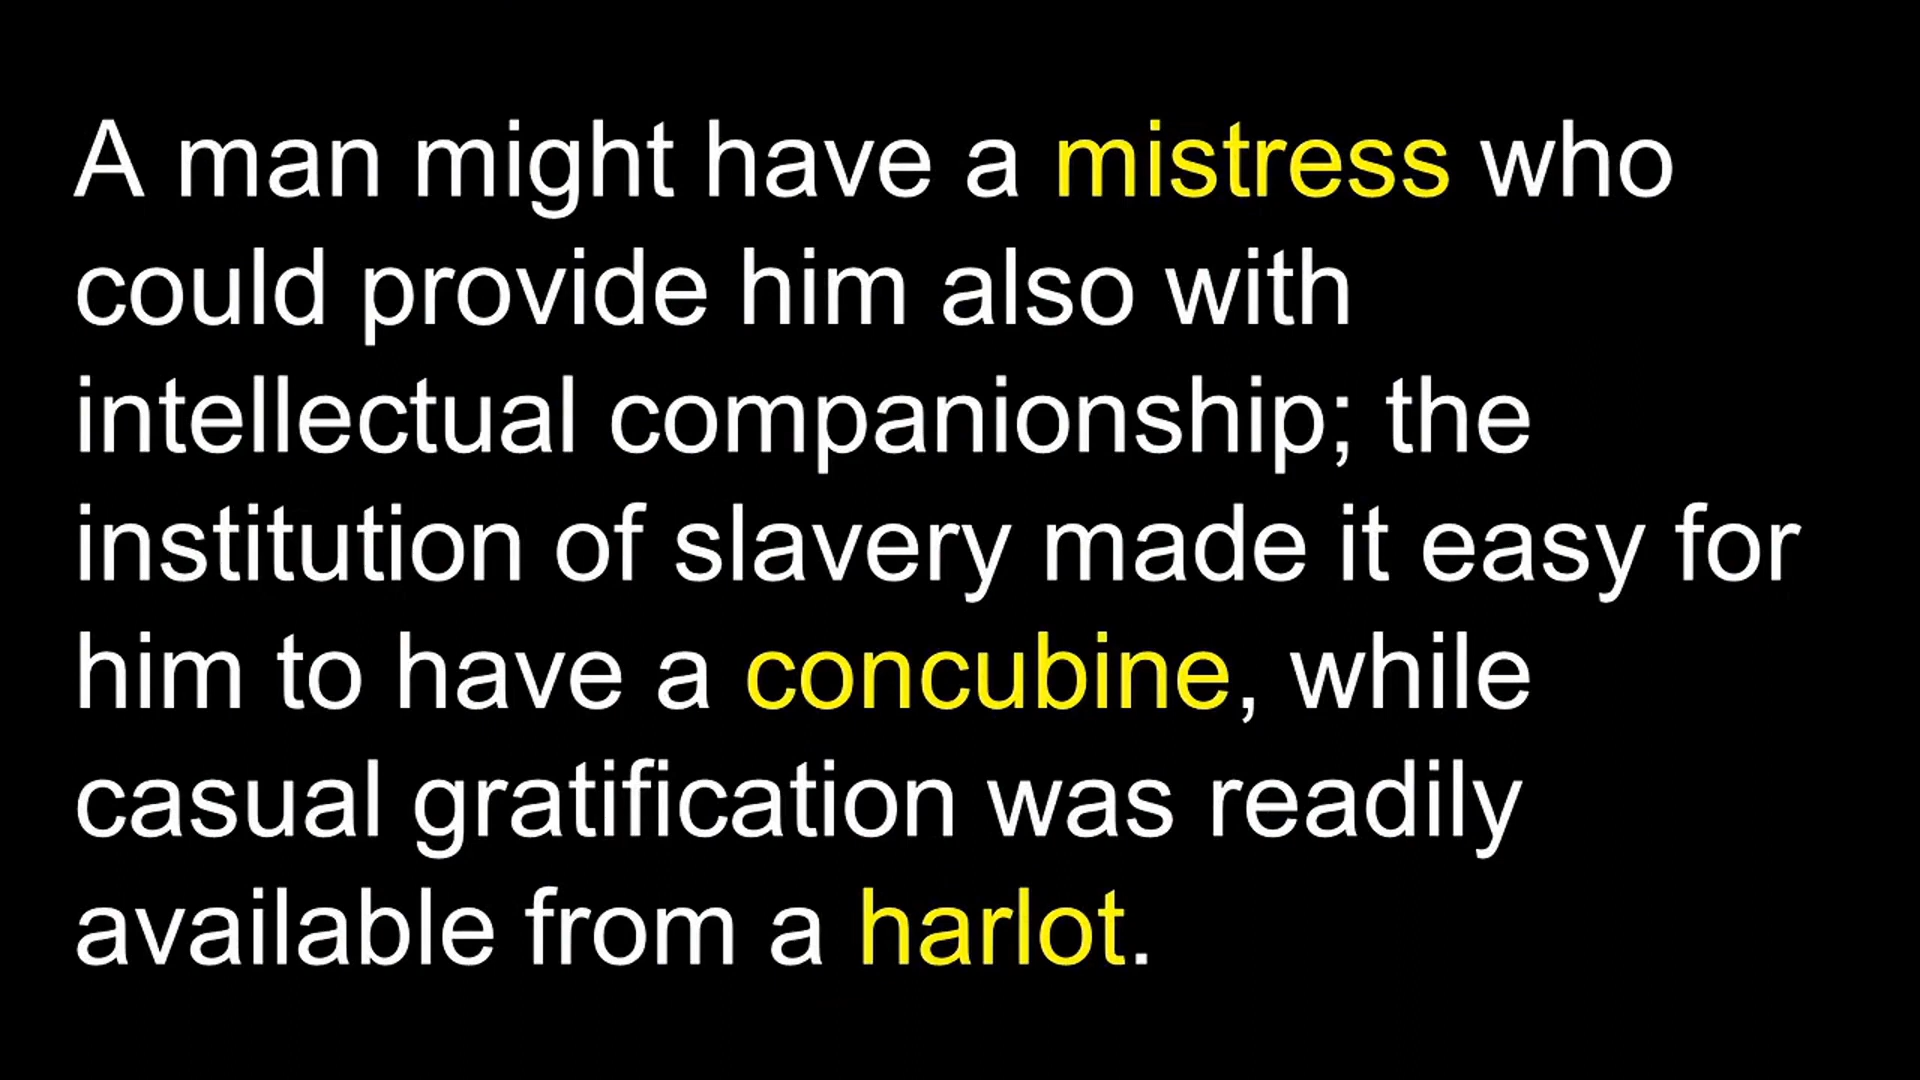 A man might have a mistress who
could provide him also with
intellectual companionship; the
institution of slavery made it easy for
him to have a concubine, while
casual gratification was readily
available from a harlot.